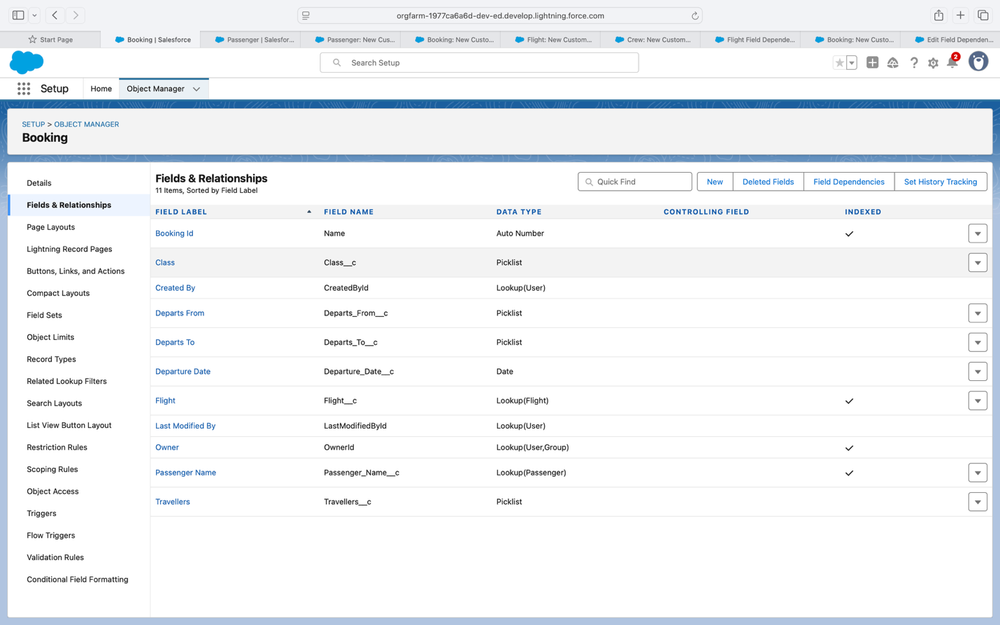 orgfarm-1977ca6a6d-dev-ed.develop.lightning.force.com
Start Page
Booking | Salesforce
Passenger | Salesfor...
Passenger: New Cus...
Booking: New Custo...
Flight: New Custom...
Crew: New Custom...
Flight Field Depende...
Booking: New Custo...
Edit Field Dependen...
Search Setup
2
Setup
Home
Object Manager
SETUP > OBJECT MANAGER
Booking
Details
Fields & Relationships
Page Layouts
Lightning Record Pages
Buttons, Links, and Actions
Compact Layouts
Field Sets
Object Limits
Record Types
Related Lookup Filters
Search Layouts
List View Button Layout
Restriction Rules
Scoping Rules
Object Access
Triggers
Flow Triggers
Validation Rules
Conditional Field Formatting
Fields & Relationships
11 Items, Sorted by Field Label
Quick Find
New
Deleted Fields
Field Dependencies
Set History Tracking
FIELD LABEL FIELD NAME DATA TYPE CONTROLLING FIELD INDEXED
Booking Id Name Auto Number
Class Class__c Picklist
Created By CreatedById Lookup(User)
Departs From Departs_From__c Picklist
Departs To Departs_To__c Picklist
Departure Date Departure_Date__c Date
Flight Flight__c Lookup(Flight)
Last Modified By LastModifiedById Lookup(User)
Owner OwnerId Lookup(User,Group)
Passenger Name Passenger_Name__c Lookup(Passenger)
Travellers Travellers__c Picklist